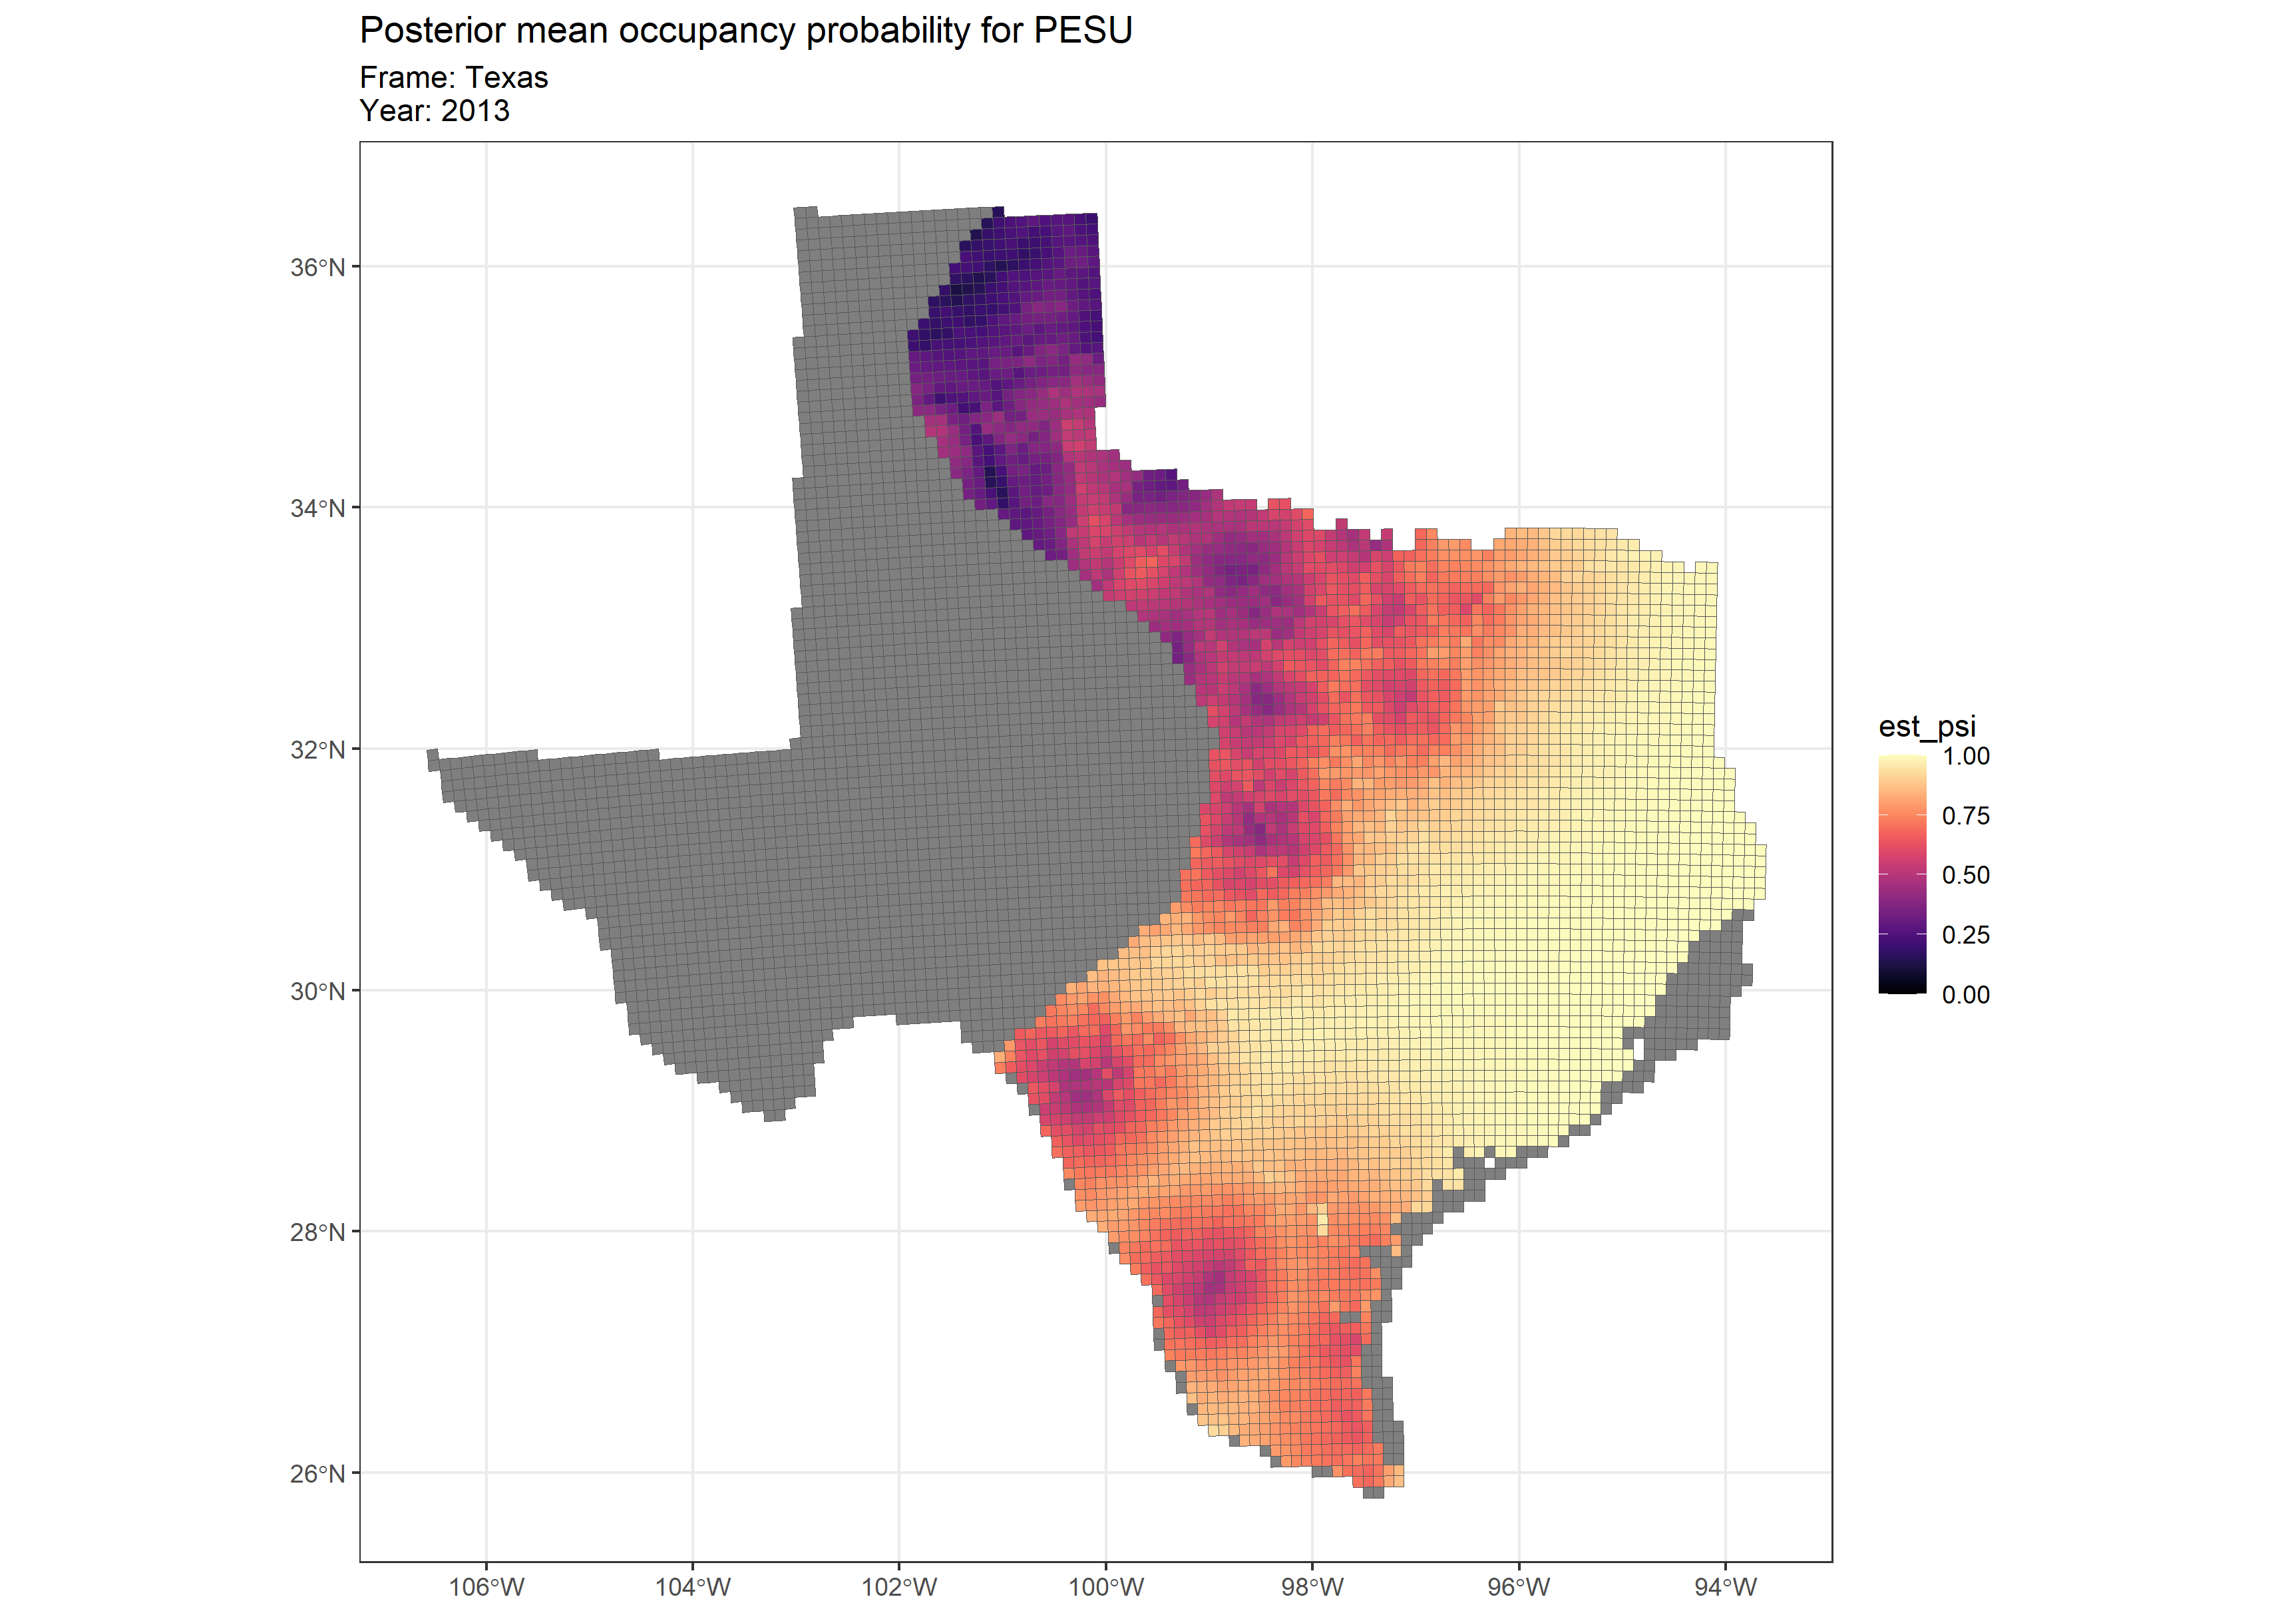 Posterior mean occupancy probability for PESU
Frame: Texas
Year: 2013
36°N
34°N
32°N
30°N
28°N
26°N
106°W
104°W
102°W
100°W
98°W
96°W
94°W
est_psi
1.00
0.75
0.50
0.25
0.00